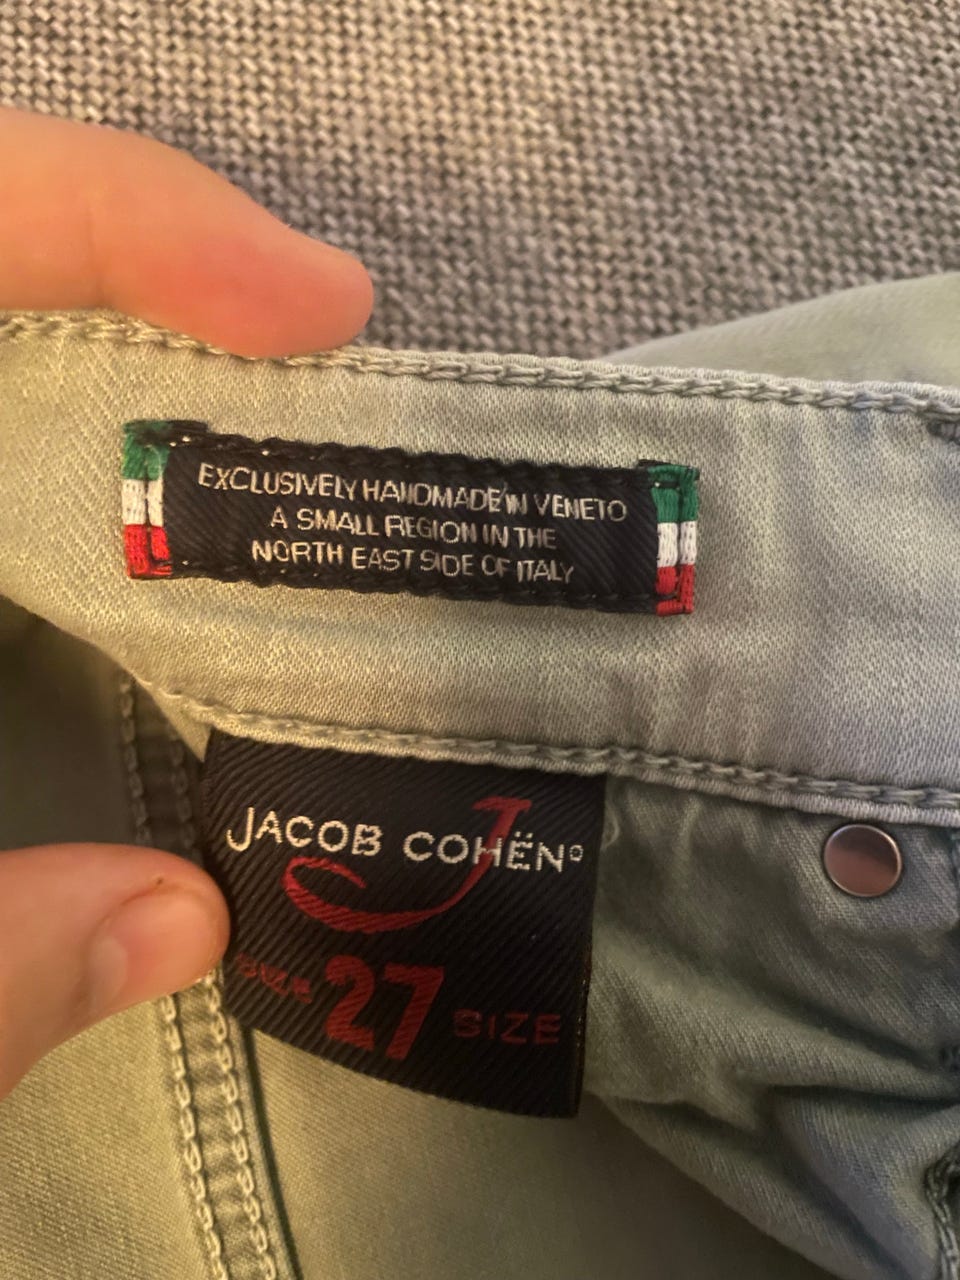 EXCLUSIVELY HANDMADE IN VENETO
A SMALL REGION IN THE
NORTH EAST SIDE OF ITALY
JACOB COHËN
J
27 SIZE